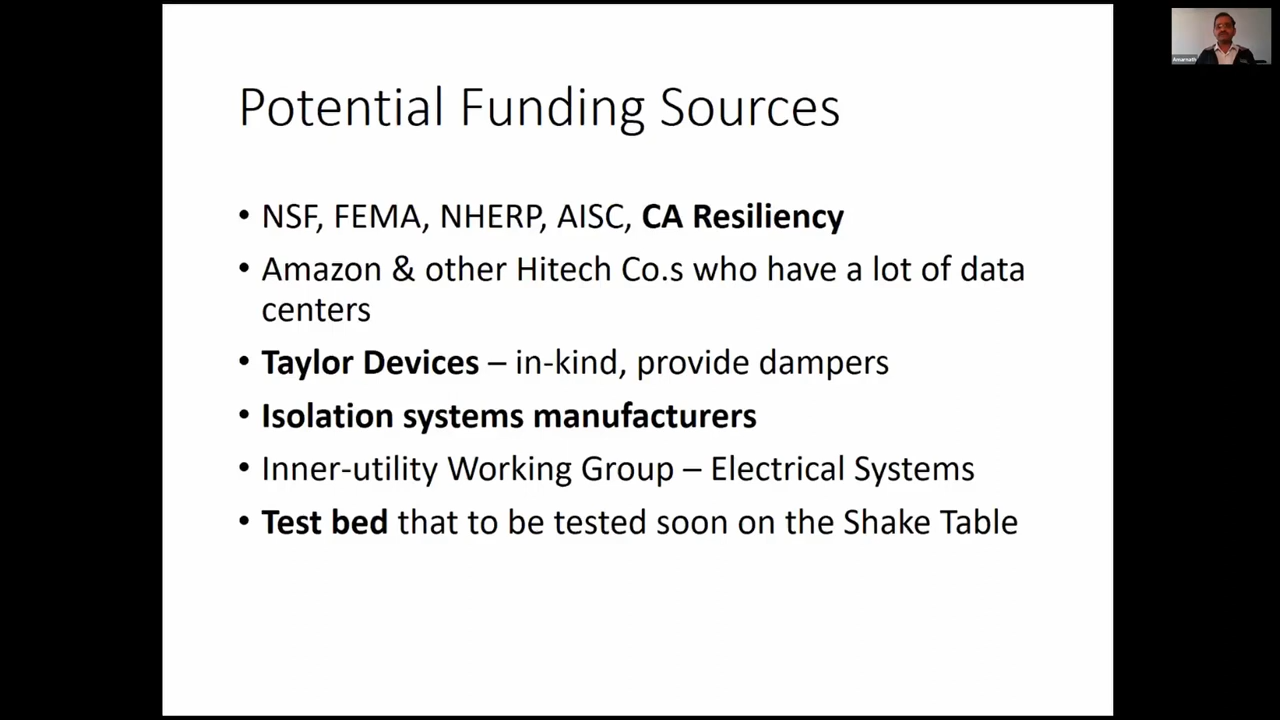 Potential Funding Sources
• NSF, FEMA, NHERP, AISC, CA Resiliency
• Amazon & other Hitech Co.s who have a lot of data
centers
• Taylor Devices – in-kind, provide dampers
• Isolation systems manufacturers
• Inner-utility Working Group – Electrical Systems
• Test bed that to be tested soon on the Shake Table
Amarnath